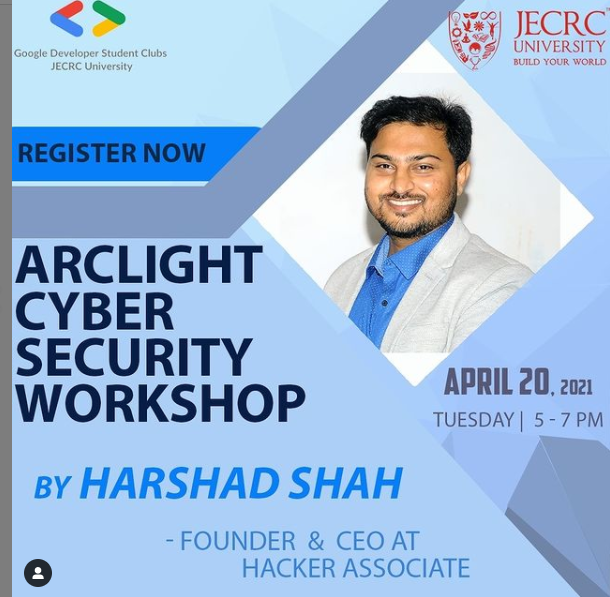 Google Developer Student Clubs
JECRC University
JECRC
UNIVERSITY
BUILD YOUR WORLD
REGISTER NOW
ARCLIGHT
CYBER
SECURITY
WORKSHOP
APRIL 20, 2021
TUESDAY | 5 - 7 PM
BY HARSHAD SHAH
- FOUNDER & CEO AT
HACKER ASSOCIATE